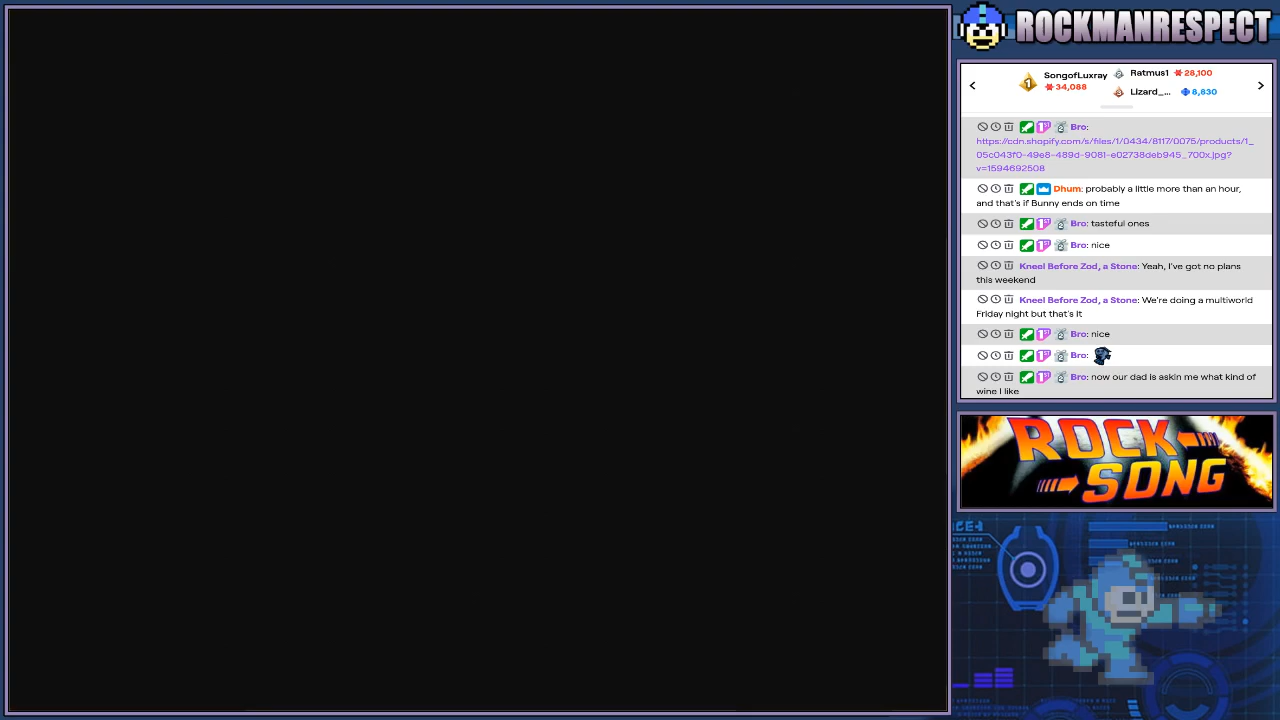 ROCKMANRESPECT
SongofLuxray
34,088
Ratmus1 28,100
Lizard_... 8,830
Bro:
https://cdn.shopify.com/s/files/1/0434/8117/0075/products/1_
05c043f0-49e8-489d-9081-e02738deb945_700x.jpg?
v=1594692508
Dhum: probably a little more than an hour,
and that's if Bunny ends on time
Bro: tasteful ones
Bro: nice
Kneel Before Zod, a Stone: Yeah, I've got no plans
this weekend
Kneel Before Zod, a Stone: We're doing a multiworld
Friday night but that's it
Bro: nice
Bro:
Bro: now our dad is askin me what kind of
wine I like
ROCK
SONG